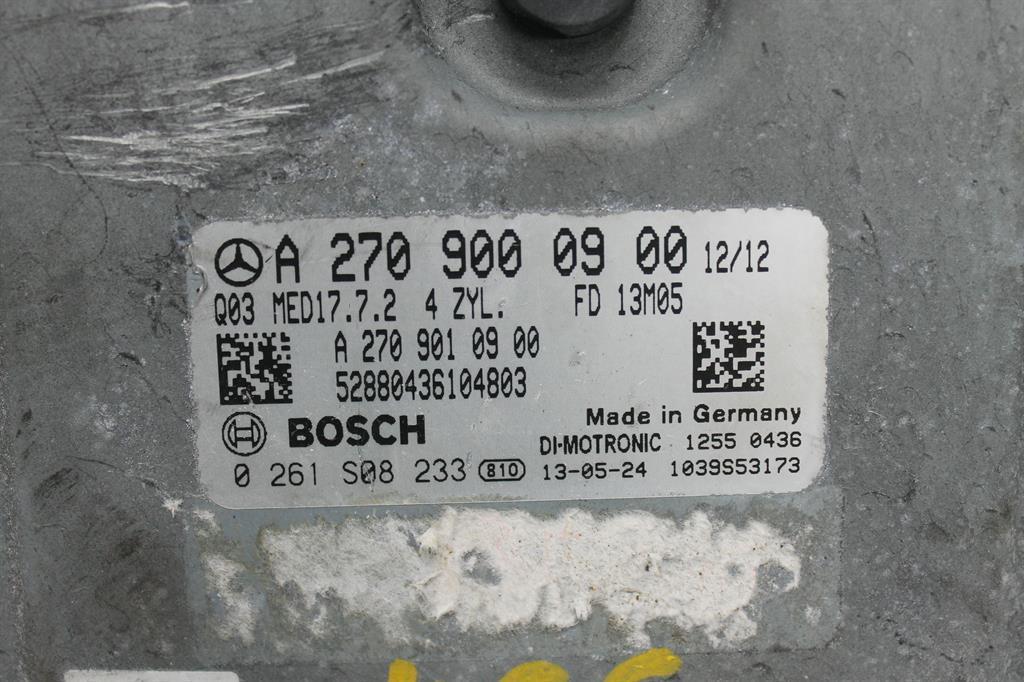 A 270 900 09 00 12/12
Q03 MED17.7.2 4 ZYL. FD 13M05
A 270 901 09 00
52880436104803
BOSCH
Made in Germany
DI-MOTRONIC 1255 0436
0 261 S08 233 810 13-05-24 1039S53173